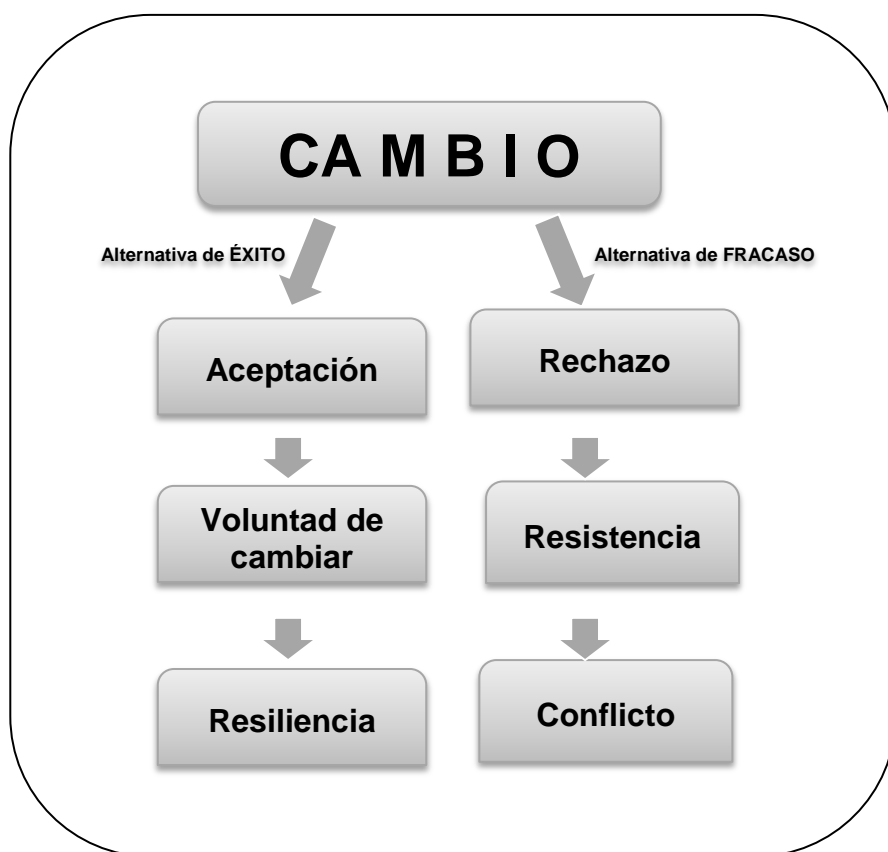 CA M B I O
Alternativa de ÉXITO
Alternativa de FRACASO
Aceptación
Rechazo
Voluntad de
cambiar
Resistencia
Resiliencia
Conflicto